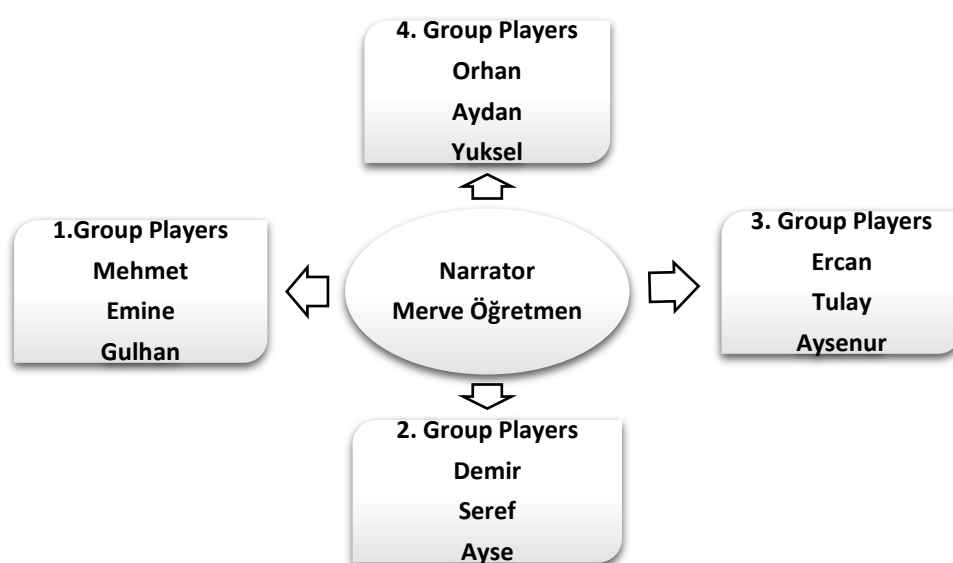 4. Group Players
Orhan
Aydan
Yuksel
1.Group Players
Mehmet
Emine
Gulhan
Narrator
Merve Öğretmen
3. Group Players
Ercan
Tulay
Aysenur
2. Group Players
Demir
Seref
Ayse